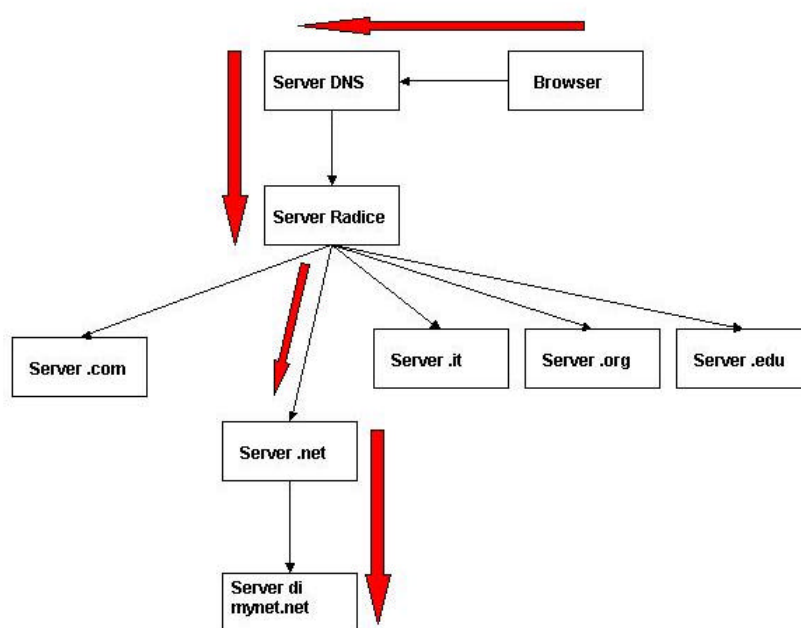 Server DNS
Browser
Server Radice
Server .com
Server .it
Server .org
Server .edu
Server .net
Server di
mynet.net